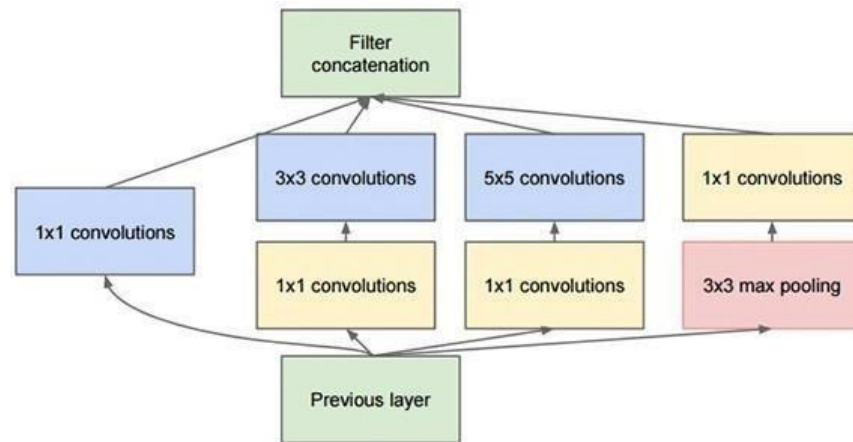 Filter
concatenation
3x3 convolutions
5x5 convolutions
1x1 convolutions
1x1 convolutions
1x1 convolutions
1x1 convolutions
3x3 max pooling
Previous layer